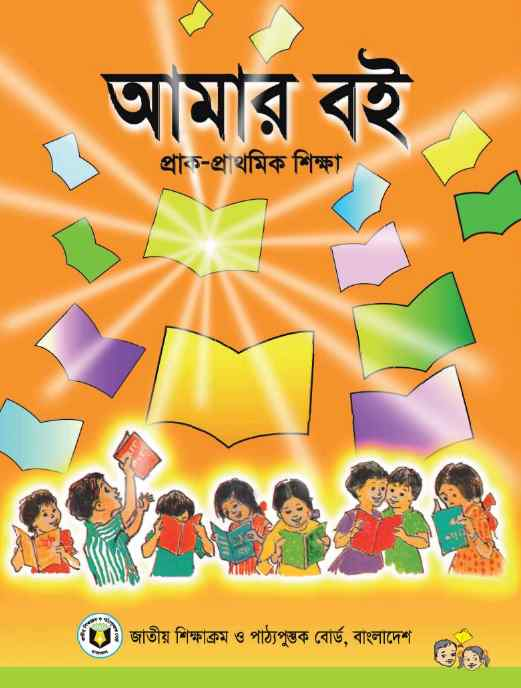 আমার বই
প্রাক-প্রাথমিক শিক্ষা
জাতীয় শিক্ষাক্রম ও পাঠ্যপুস্তক বোর্ড, বাংলাদেশ